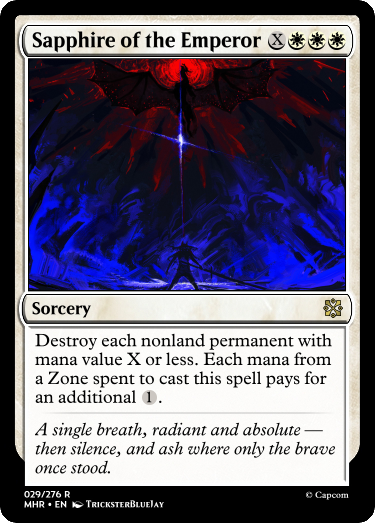 Sapphire of the Emperor X
Sorcery
Destroy each nonland permanent with
mana value X or less. Each mana from
a Zone spent to cast this spell pays for
an additional 1.
A single breath, radiant and absolute —
then silence, and ash where only the brave
once stood.
029/276 R
MHR • EN TricksterBlueJay
© Capcom